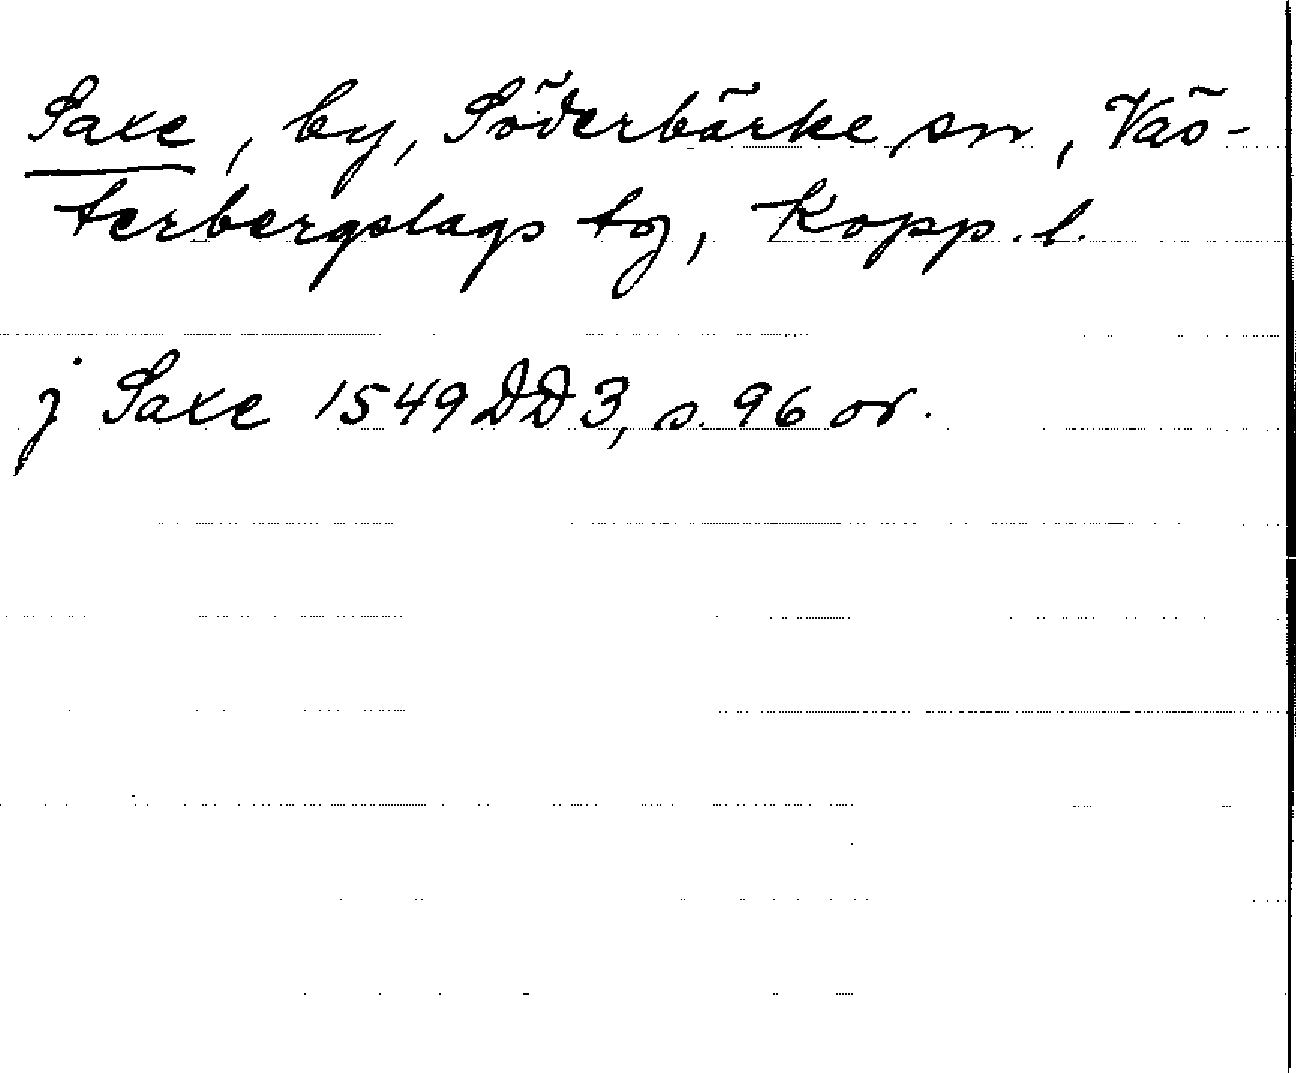 Saxe, by, Söderbärke sn, Väs-
terbergslags tg, Kopp. l.
j Saxe 1549 DD 3, s. 96 or.